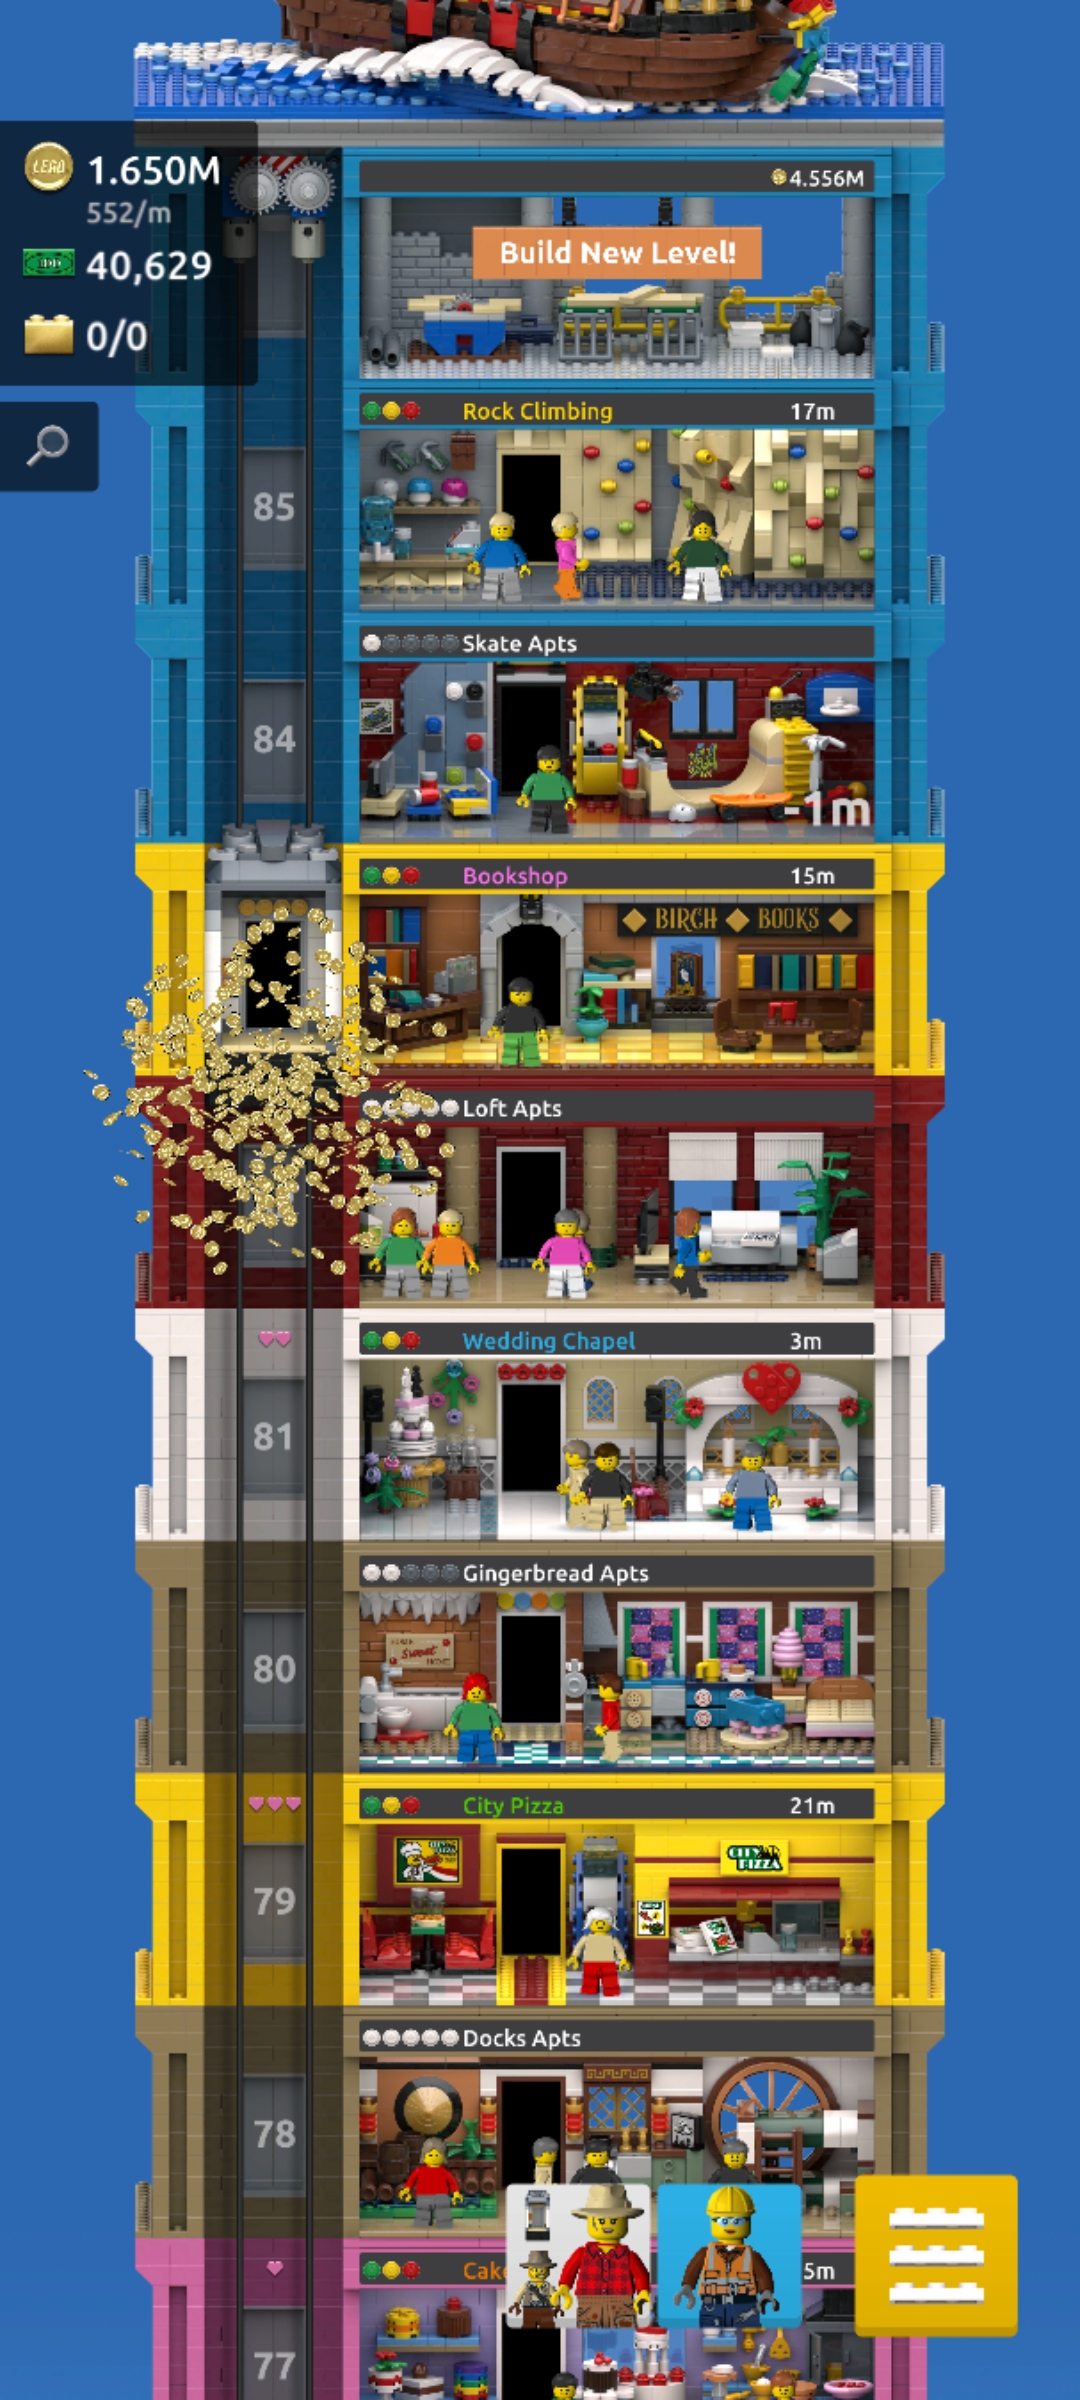 LEGO
1.650M
552/m
40,629
0/0
4.556M
Build New Level!
Rock Climbing
17m
85
Skate Apts
84
-1m
Bookshop
15m
BIRCH BOOKS
Loft Apts
Wedding Chapel
3m
81
Gingerbread Apts
80
Sweet
City Pizza
21m
CITY
PIZZA
79
Docks Apts
78
Cake
5m
77